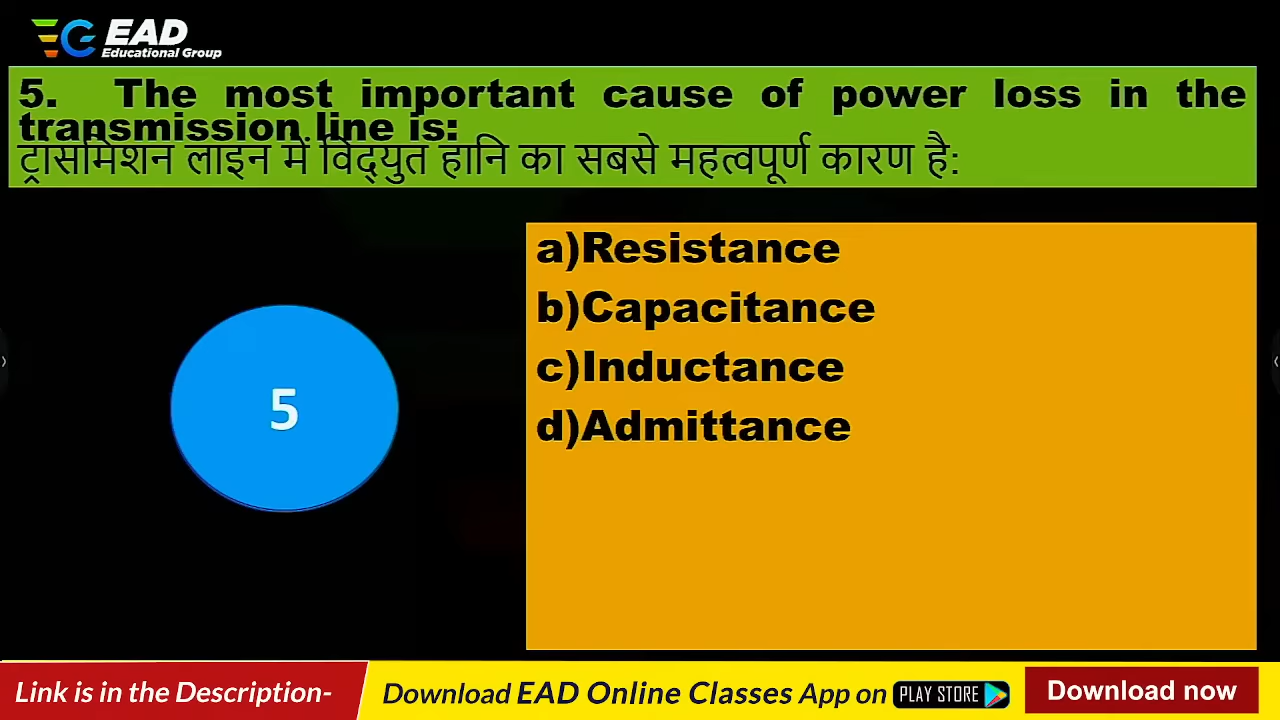 EAD
Educational Group
5. The most important cause of power loss in the
transmission line is:
ट्रांसमिशन लाइन में विद्युत हानि का सबसे महत्वपूर्ण कारण है:
a)Resistance
b)Capacitance
c)Inductance
d)Admittance
5
Link is in the Description-
Download EAD Online Classes App on
PLAY STORE
Download now